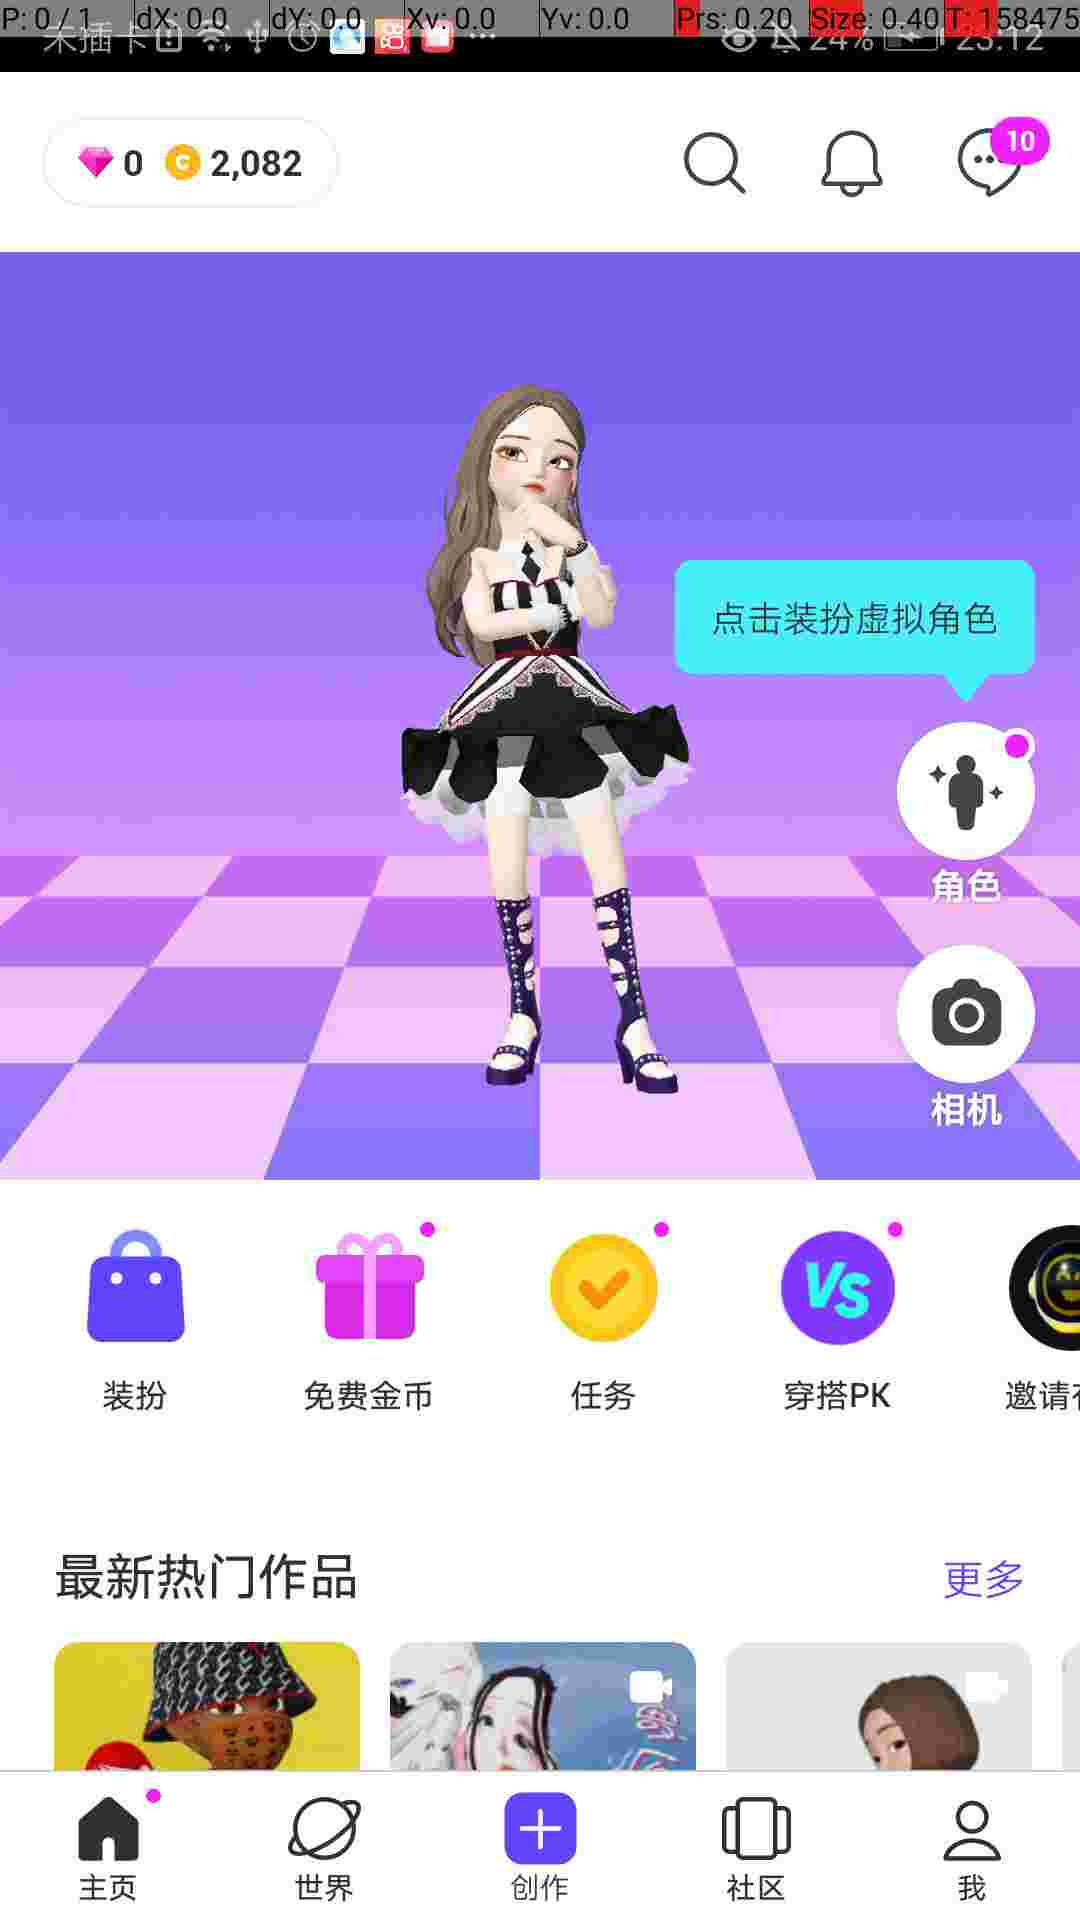 P: 0 / 1 dX: 0.0 dY: 0.0 Xv: 0.0 Yv: 0.0 Prs: 0.20 Size: 0.40 T: 158475
未插卡 24% 23:12
0 2,082
10
点击装扮虚拟角色
角色
相机
VS
装扮 免费金币 任务 穿搭PK 邀请
最新热门作品 更多
主页 世界 创作 社区 我